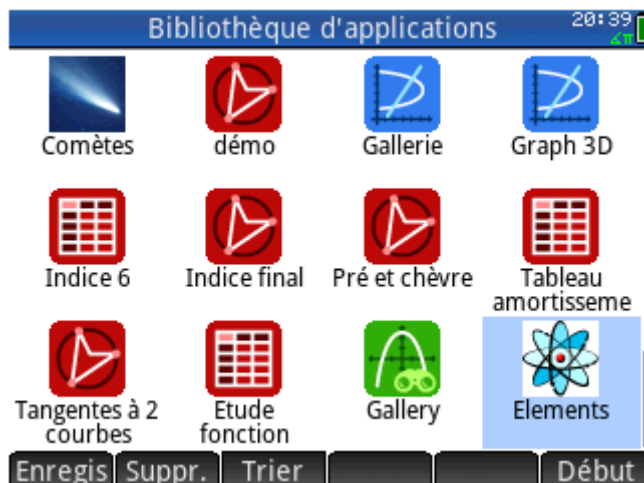 Bibliothèque d'applications
20:39
∡π
Comètes
démo
Gallerie
Graph 3D
Indice 6
Indice final
Pré et chèvre
Tableau
amortisseme
Tangentes à 2
courbes
Etude
fonction
Gallery
Elements
Enregis
Suppr.
Trier
Début